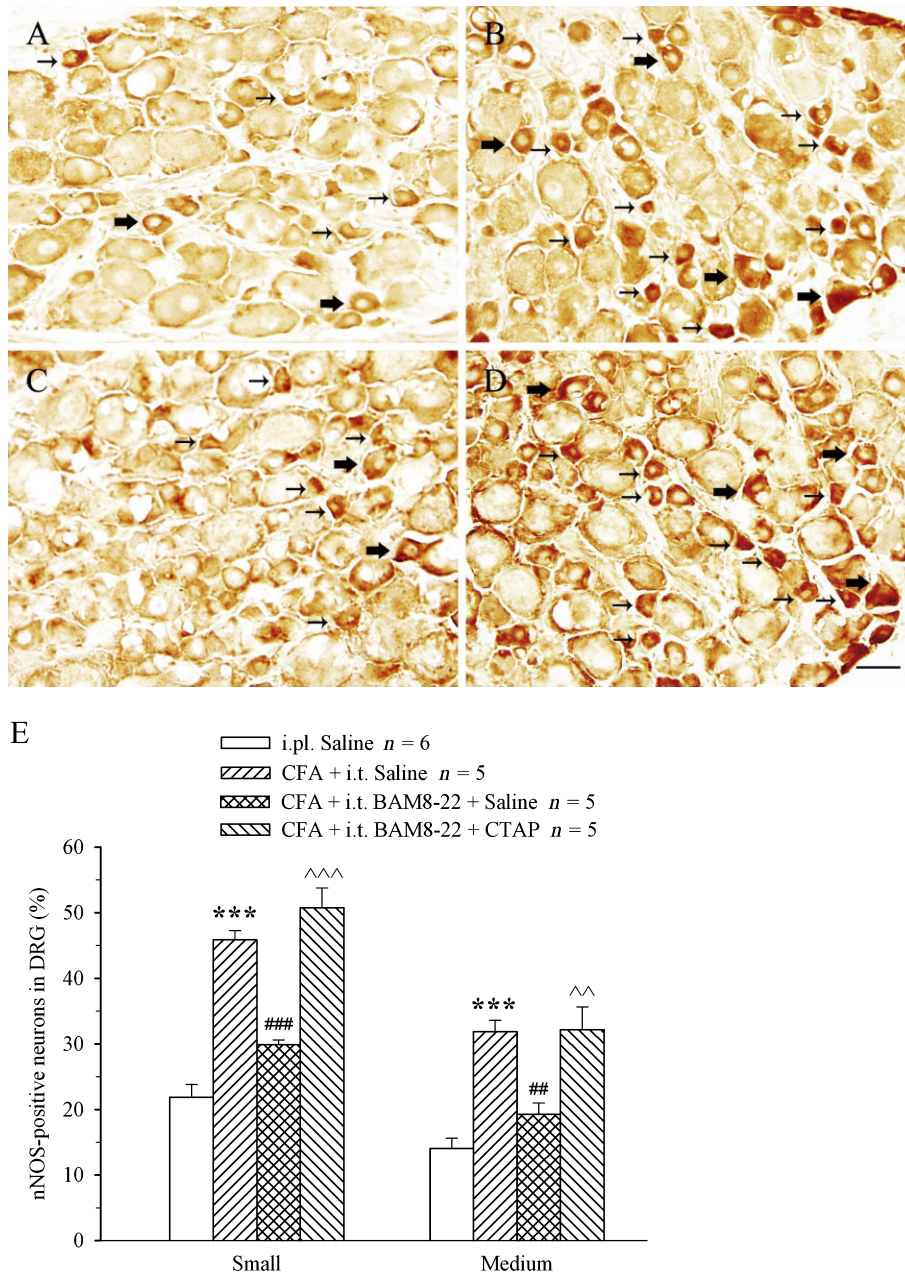 A
B
C
D
E
i.pl. Saline n = 6
CFA + i.t. Saline n = 5
CFA + i.t. BAM8-22 + Saline n = 5
CFA + i.t. BAM8-22 + CTAP n = 5
nNOS-positive neurons in DRG (%)
60
50
40
30
20
10
0
***
###
^^^
***
##
^^
Small
Medium